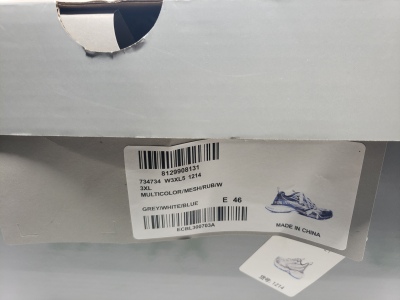 8129908131
734734 W3XL5 1214
3XL
MULTICOLOR/MESH/RUB/W
GREY/WHITE/BLUE
E 46
MADE IN CHINA
1214